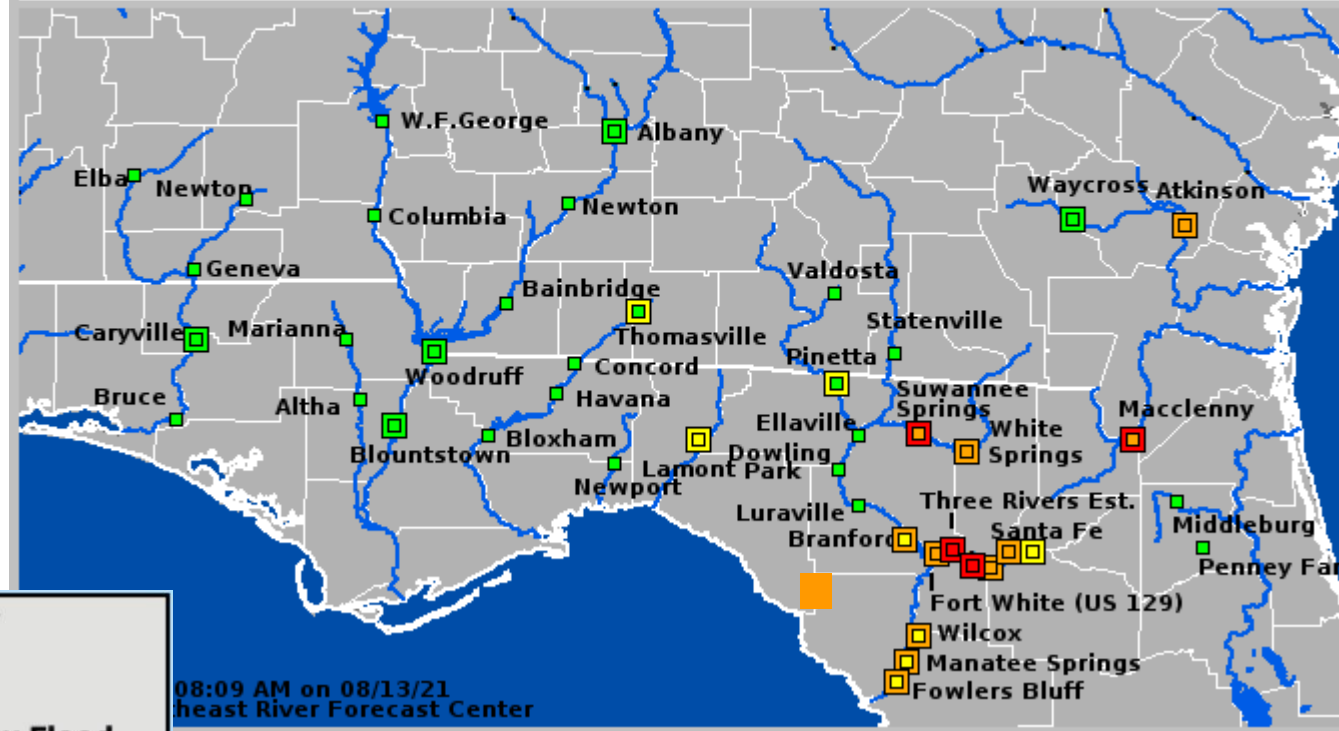 W.F.George
Albany
Elba
Newton
Waycross
Atkinson
Columbia
Newton
Geneva
Valdosta
Bainbridge
Caryville
Marianna
Statenville
Thomasville
Pinetta
Concord
Woodruff
Suwannee
Springs
Bruce
Altha
Havana
Macclenny
Ellaville
White
Springs
Bloxham
Blountstown
Lamont
Dowling
Park
Newport
Three Rivers Est.
Luraville
Santa Fe
Middleburg
Branford
Penney Far
Fort White (US 129)
Wilcox
Manatee Springs
Fowlers Bluff
08:09 AM on 08/13/21
heast River Forecast Center
Flood